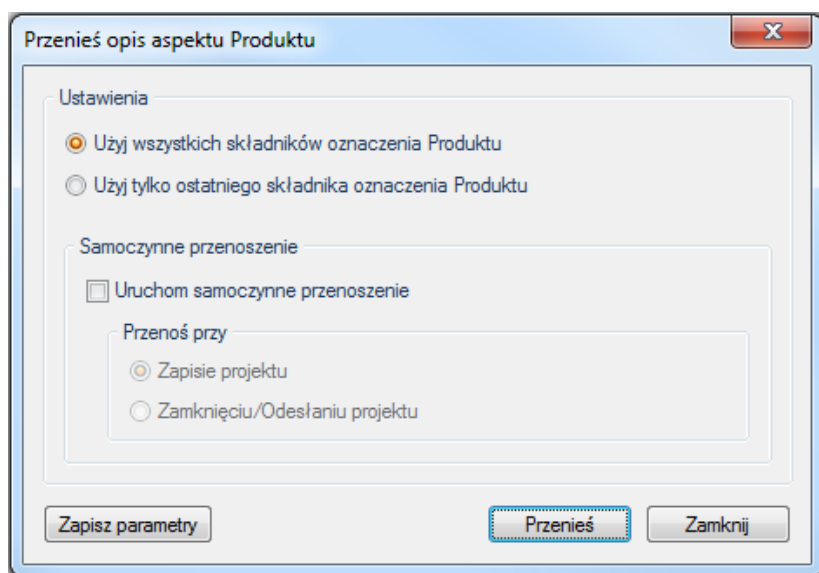 Przenieś opis aspektu Produktu
Ustawienia
Użyj wszystkich składników oznaczenia Produktu
Użyj tylko ostatniego składnika oznaczenia Produktu
Samoczynne przenoszenie
Uruchom samoczynne przenoszenie
Przenoś przy
Zapisie projektu
Zamknięciu/Odesłaniu projektu
Zapisz parametry Przenieś Zamknij